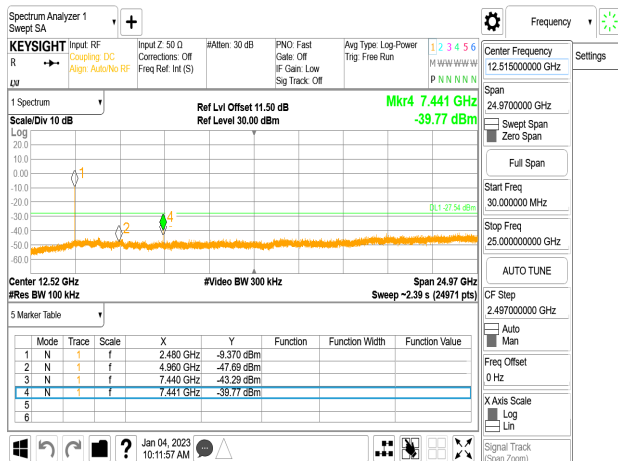 Spectrum Analyzer 1
Swept SA
Frequency
KEYSIGHT
R
Input: RF
Coupling: DC
Align: Auto/No RF
Input Z: 50 Ω
Corrections: Off
Freq Ref: Int (S)
#Atten: 30 dB
PNO: Fast
Gate: Off
IF Gain: Low
Sig Track: Off
Avg Type: Log-Power
Trig: Free Run
1 2 3 4 5 6
M W W W W W
P N N N N N
Settings
Center Frequency
12.515000000 GHz
Span
24.9700000 GHz
Swept Span
Zero Span
Full Span
Start Freq
30.000000 MHz
Stop Freq
25.000000000 GHz
AUTO TUNE
CF Step
2.497000000 GHz
Auto
Man
Freq Offset
0 Hz
X Axis Scale
Log
Lin
Signal Track
(Span Zoom)
1 Spectrum
Scale/Div 10 dB
Ref Lvl Offset 11.50 dB
Ref Level 30.00 dBm
Mkr4 7.441 GHz
-39.77 dBm
Log
20.0
10.0
0.00
-10.0
-20.0
-30.0
-40.0
-50.0
-60.0
1
2
4
DL1 -27.54 dBm
Center 12.52 GHz
#Video BW 300 kHz
Span 24.97 GHz
#Res BW 100 kHz
Sweep ~2.39 s (24971 pts)
5 Marker Table
Mode Trace Scale X Y Function Function Width Function Value
1 N 1 f 2.480 GHz -9.370 dBm
2 N 1 f 4.960 GHz -47.69 dBm
3 N 1 f 7.440 GHz -43.29 dBm
4 N 1 f 7.441 GHz -39.77 dBm
5
6
?
Jan 04, 2023
10:11:57 AM